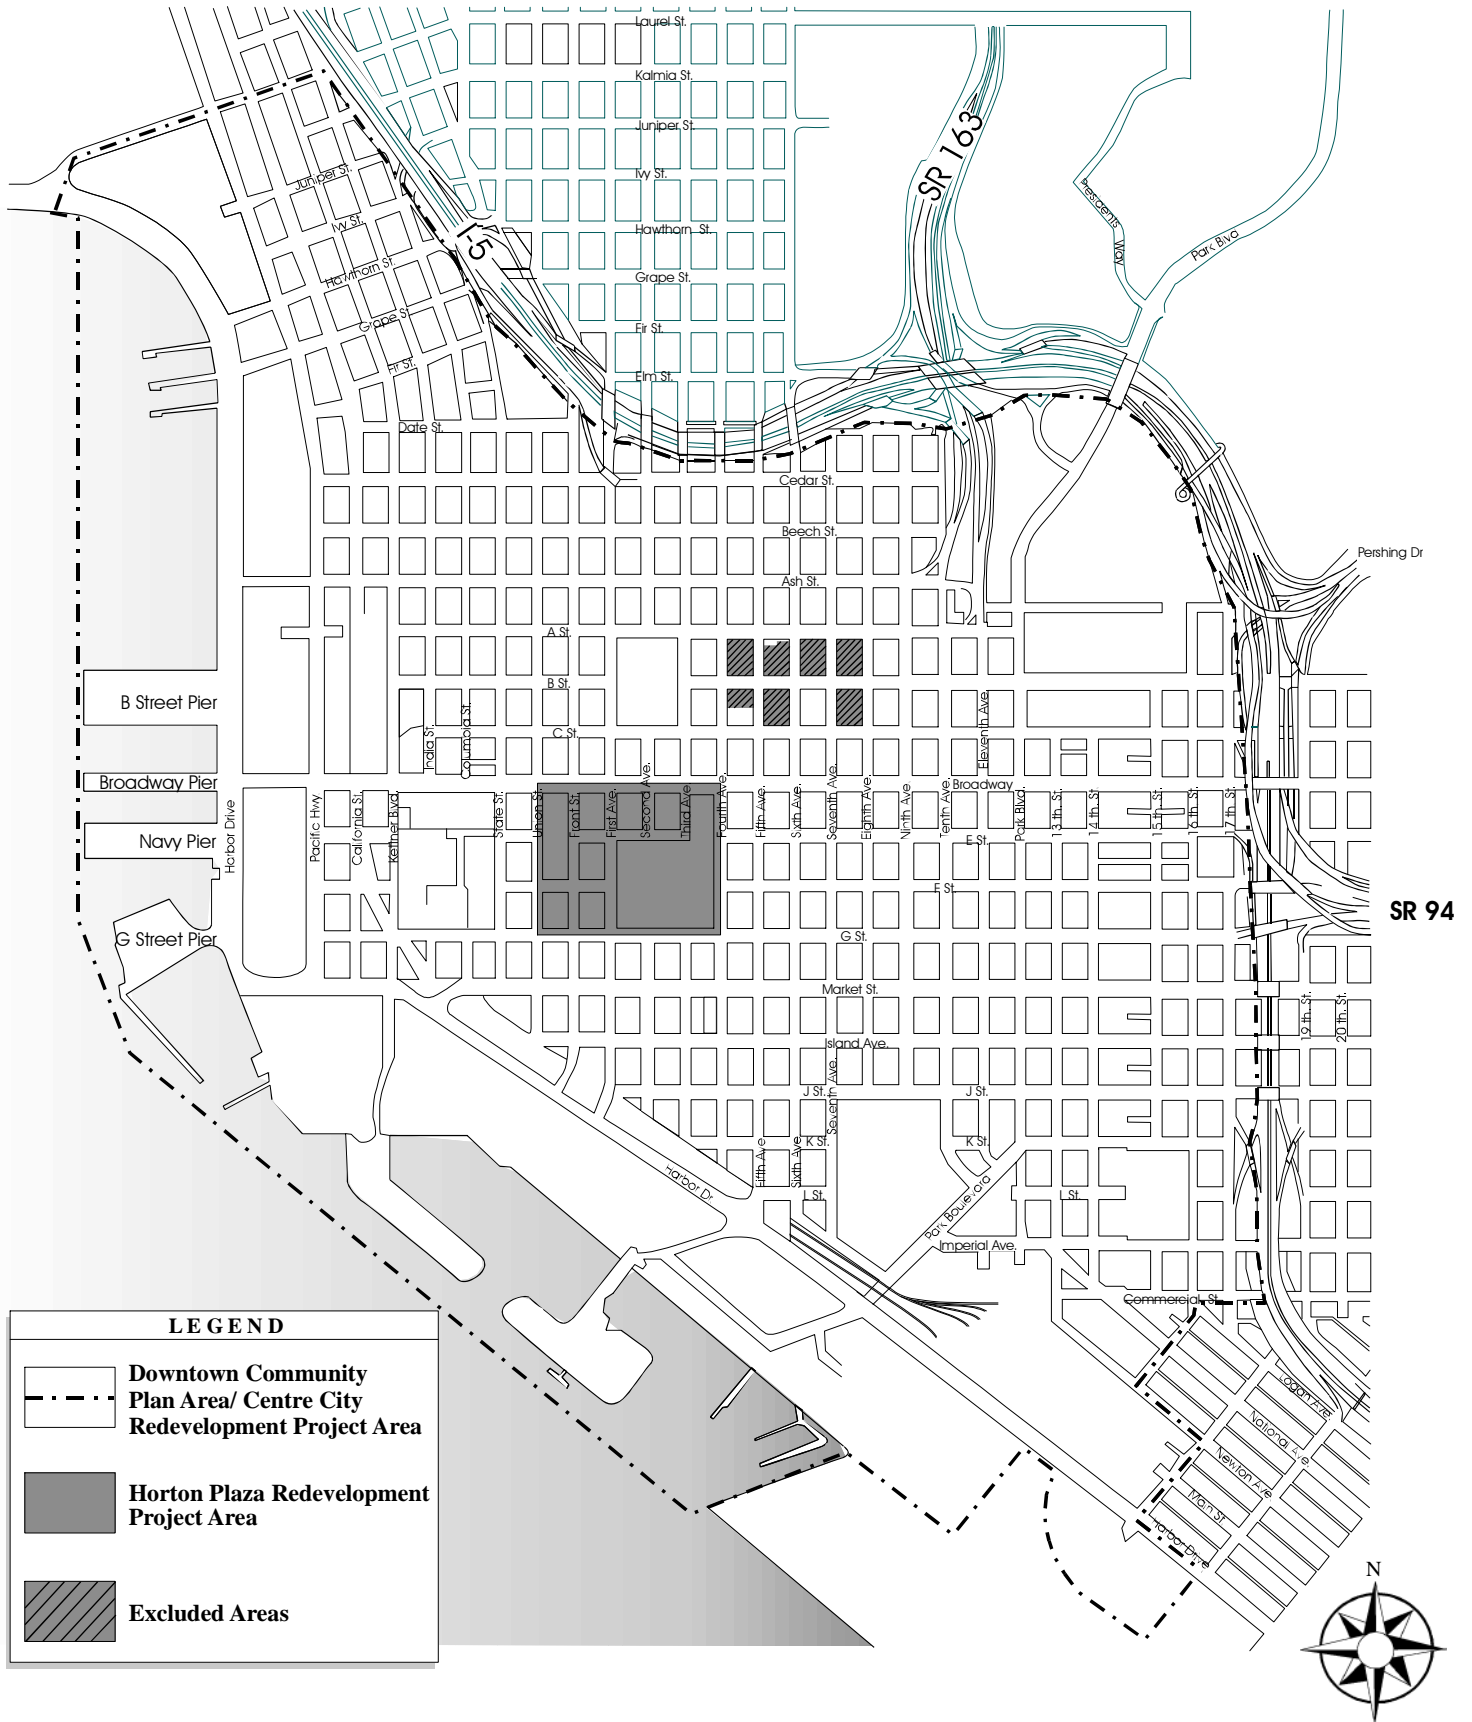 Laurel St.
Kalmia St.
Juniper St.
Ivy St.
Hawthorn St.
Grape St.
Fir St.
Elm St.
SR 163
Presidents Way
Park Blvd
I-5
Juniper St.
Ivy St.
Hawthorn St.
Grape St
Fir St.
Date St.
Cedar St.
Beech St.
Ash St.
Pershing Dr
A St.
B St.
C St.
B Street Pier
Broadway Pier
Navy Pier
G Street Pier
Harbor Drive
Pacific Hwy
California St.
Kettner Blvd.
India St.
Columbia St.
State St.
Union St.
Front St.
First Ave.
Second Ave.
Third Ave
Fourth Ave.
Fifth Ave.
Sixth Ave.
Seventh Ave.
Eighth Ave.
Ninth Ave.
Tenth Ave.
Eleventh Ave.
Park Blvd.
13 th. St.
14 th. St.
15 th. St.
16 th. St.
17 th. St.
Broadway
E St.
F St.
G St.
SR 94
Market St.
19 th. St.
20 th. St.
Island Ave.
J St.
J St.
Seventh Ave.
K St.
K St.
Fifth Ave
Sixth Ave
L St.
L St.
Harbor Dr
Park Boulevard
Imperial Ave.
Commercial St.
Logan Ave.
National Ave.
Newton Ave.
Main St.
Harbor Drive
LEGEND
Downtown Community
Plan Area/ Centre City
Redevelopment Project Area
Horton Plaza Redevelopment
Project Area
Excluded Areas
N